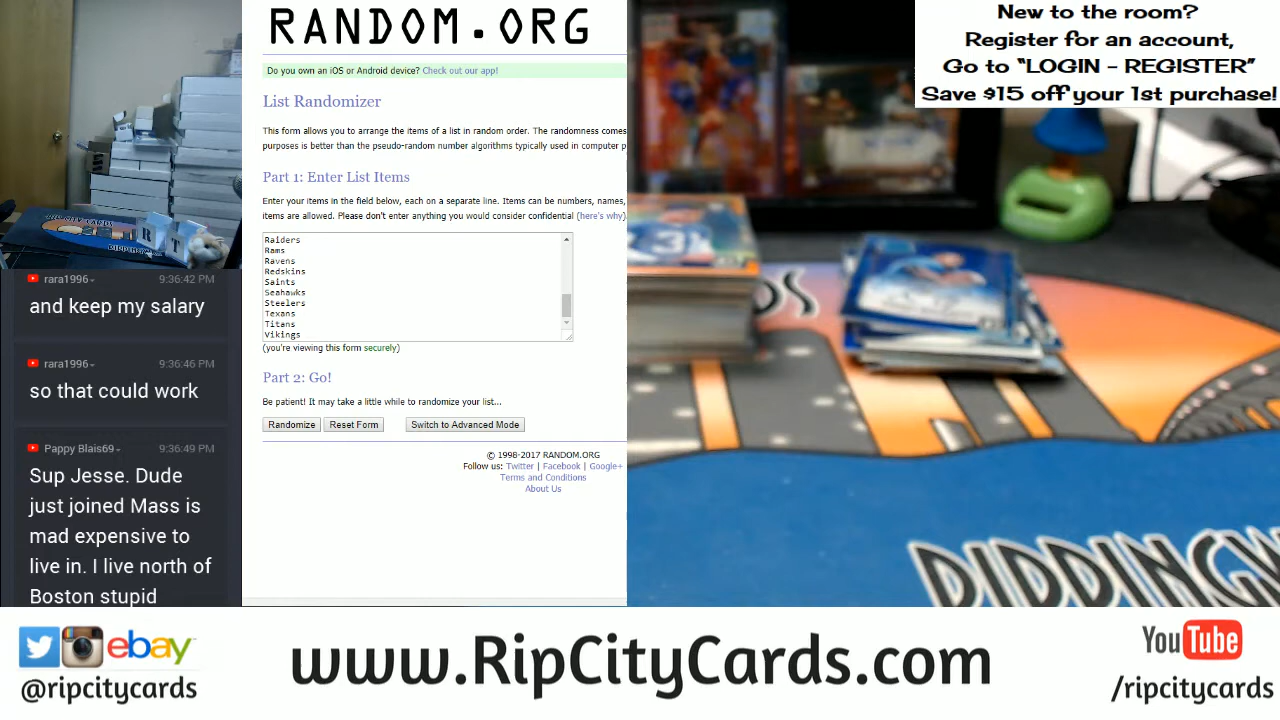 RANDOM.ORG
Do you own an iOS or Android device? Check out our app!
List Randomizer
This form allows you to arrange the items of a list in random order. The randomness comes
purposes is better than the pseudo-random number algorithms typically used in computer p
Part 1: Enter List Items
Enter your items in the field below, each on a separate line. Items can be numbers, names,
items are allowed. Please don't enter anything you would consider confidential (here's why).
Raiders
Rams
Ravens
Redskins
Saints
Seahawks
Steelers
Texans
Titans
Vikings
(you're viewing this form securely)
Part 2: Go!
Be patient! It may take a little while to randomize your list...
Randomize
Reset Form
Switch to Advanced Mode
© 1998-2017 RANDOM.ORG
Follow us: Twitter | Facebook | Google+
Terms and Conditions
About Us
rara1996
9:36:42 PM
and keep my salary
rara1996
9:36:46 PM
so that could work
Pappy Blais69
9:36:49 PM
Sup Jesse. Dude
just joined Mass is
mad expensive to
live in. I live north of
Boston stupid
New to the room?
Register for an account,
Go to "LOGIN - REGISTER"
Save $15 off your 1st purchase!
ebay
@ripcitycards
www.RipCityCards.com
YouTube
/ripcitycards